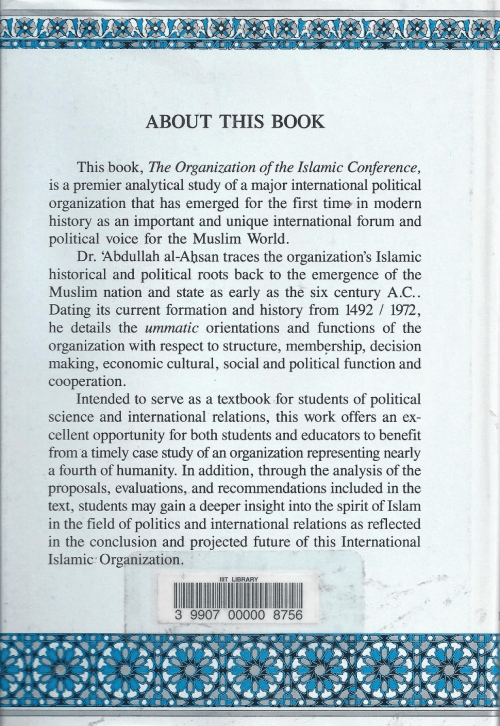 ABOUT THIS BOOK
This book, The Organization of the Islamic Conference,
is a premier analytical study of a major international political
organization that has emerged for the first time in modern
history as an important and unique international forum and
political voice for the Muslim World.
Dr. ‘Abdullah al-Aḥsan traces the organization's Islamic
historical and political roots back to the emergence of the
Muslim nation and state as early as the six century A.C..
Dating its current formation and history from 1492 / 1972,
he details the ummatic orientations and functions of the
organization with respect to structure, membership, decision
making, economic cultural, social and political function and
cooperation.
Intended to serve as a textbook for students of political
science and international relations, this work offers an ex-
cellent opportunity for both students and educators to benefit
from a timely case study of an organization representing nearly
a fourth of humanity. In addition, through the analysis of the
proposals, evaluations, and recommendations included in the
text, students may gain a deeper insight into the spirit of Islam
in the field of politics and international relations as reflected
in the conclusion and projected future of this International
Islamic Organization.
IIIT LIBRARY
3 9907 00000 8756